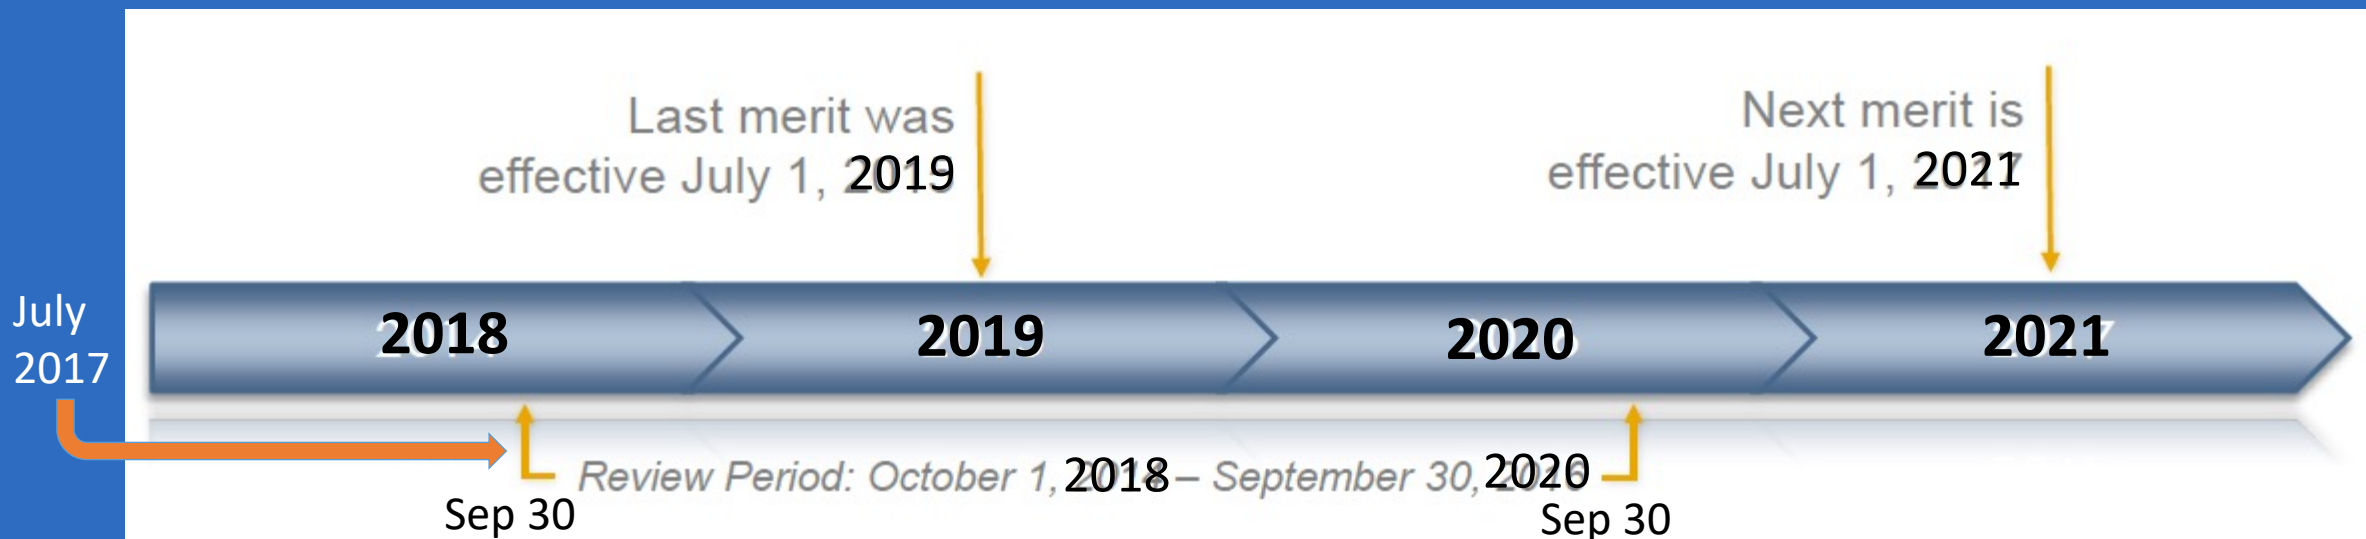 Last merit was
effective July 1, 2019
Next merit is
effective July 1, 2021
July
2017
2018
2019
2020
2021
Review Period: October 1, 2018 – September 30, 2020
Sep 30
Sep 30